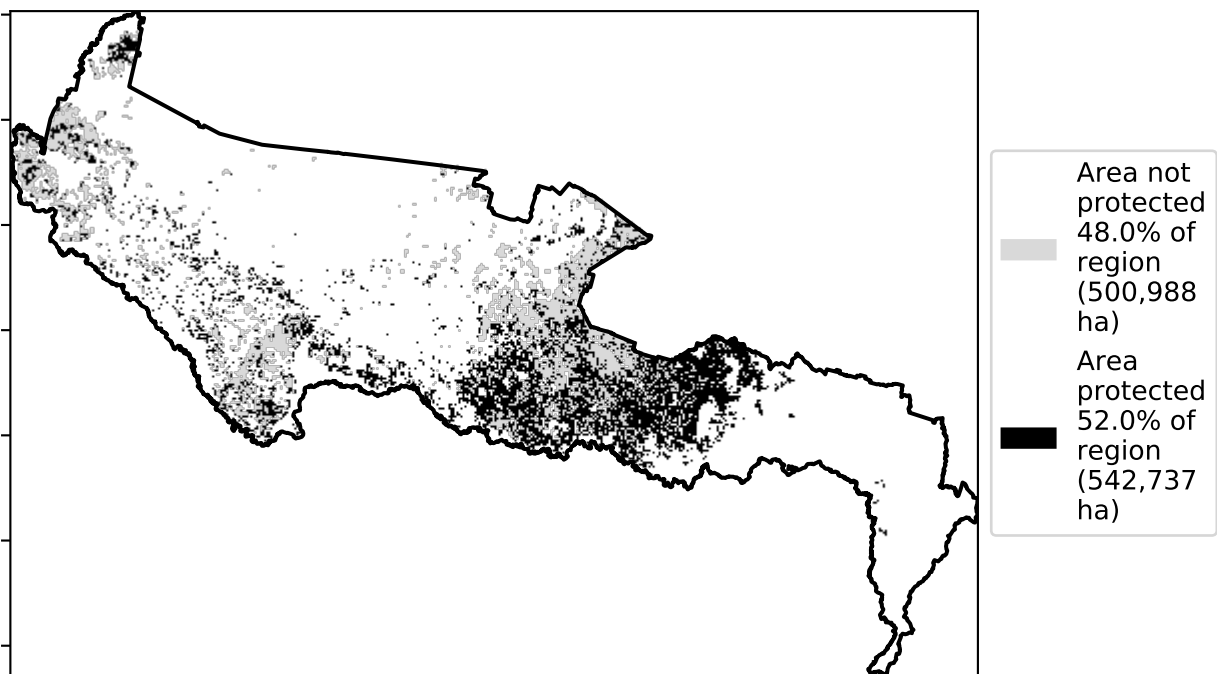 Area not
protected
48.0% of
region
(500,988
ha)
Area
protected
52.0% of
region
(542,737
ha)